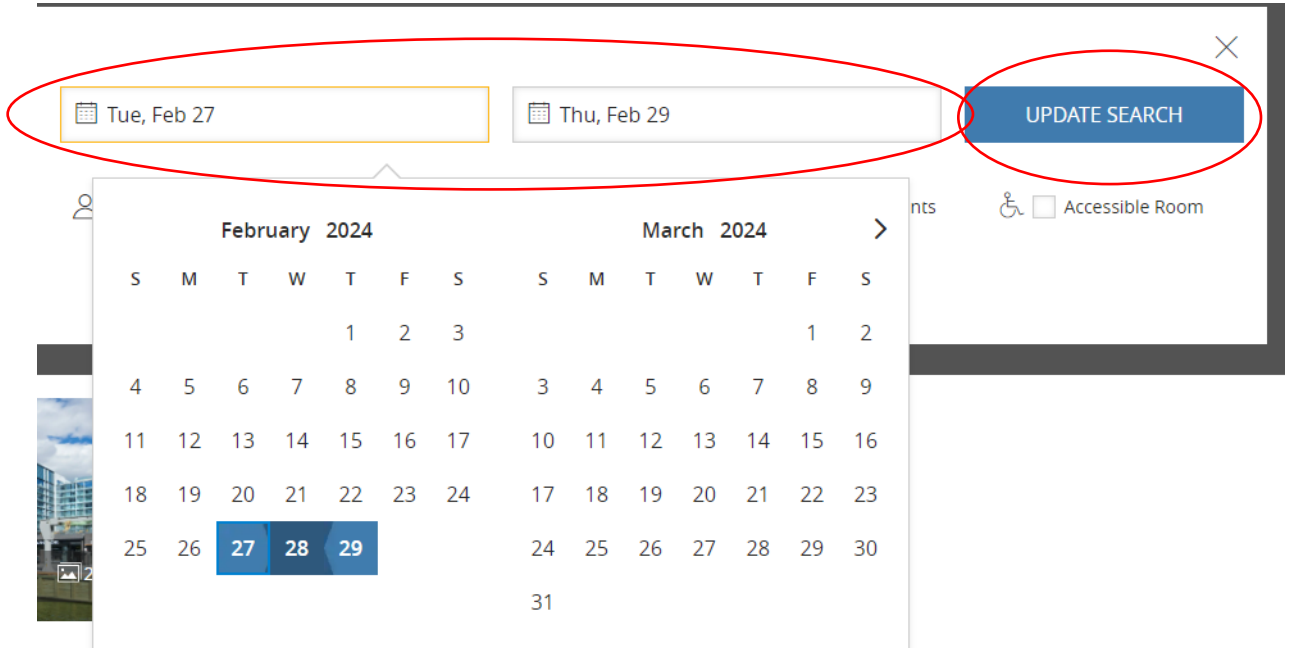 Tue, Feb 27 Thu, Feb 29 UPDATE SEARCH
nts Accessible Room
February 2024 March 2024
S M T W T F S S M T W T F S
1 2 3 1 2
4 5 6 7 8 9 10 3 4 5 6 7 8 9
11 12 13 14 15 16 17 10 11 12 13 14 15 16
18 19 20 21 22 23 24 17 18 19 20 21 22 23
25 26 27 28 29 24 25 26 27 28 29 30
2
31